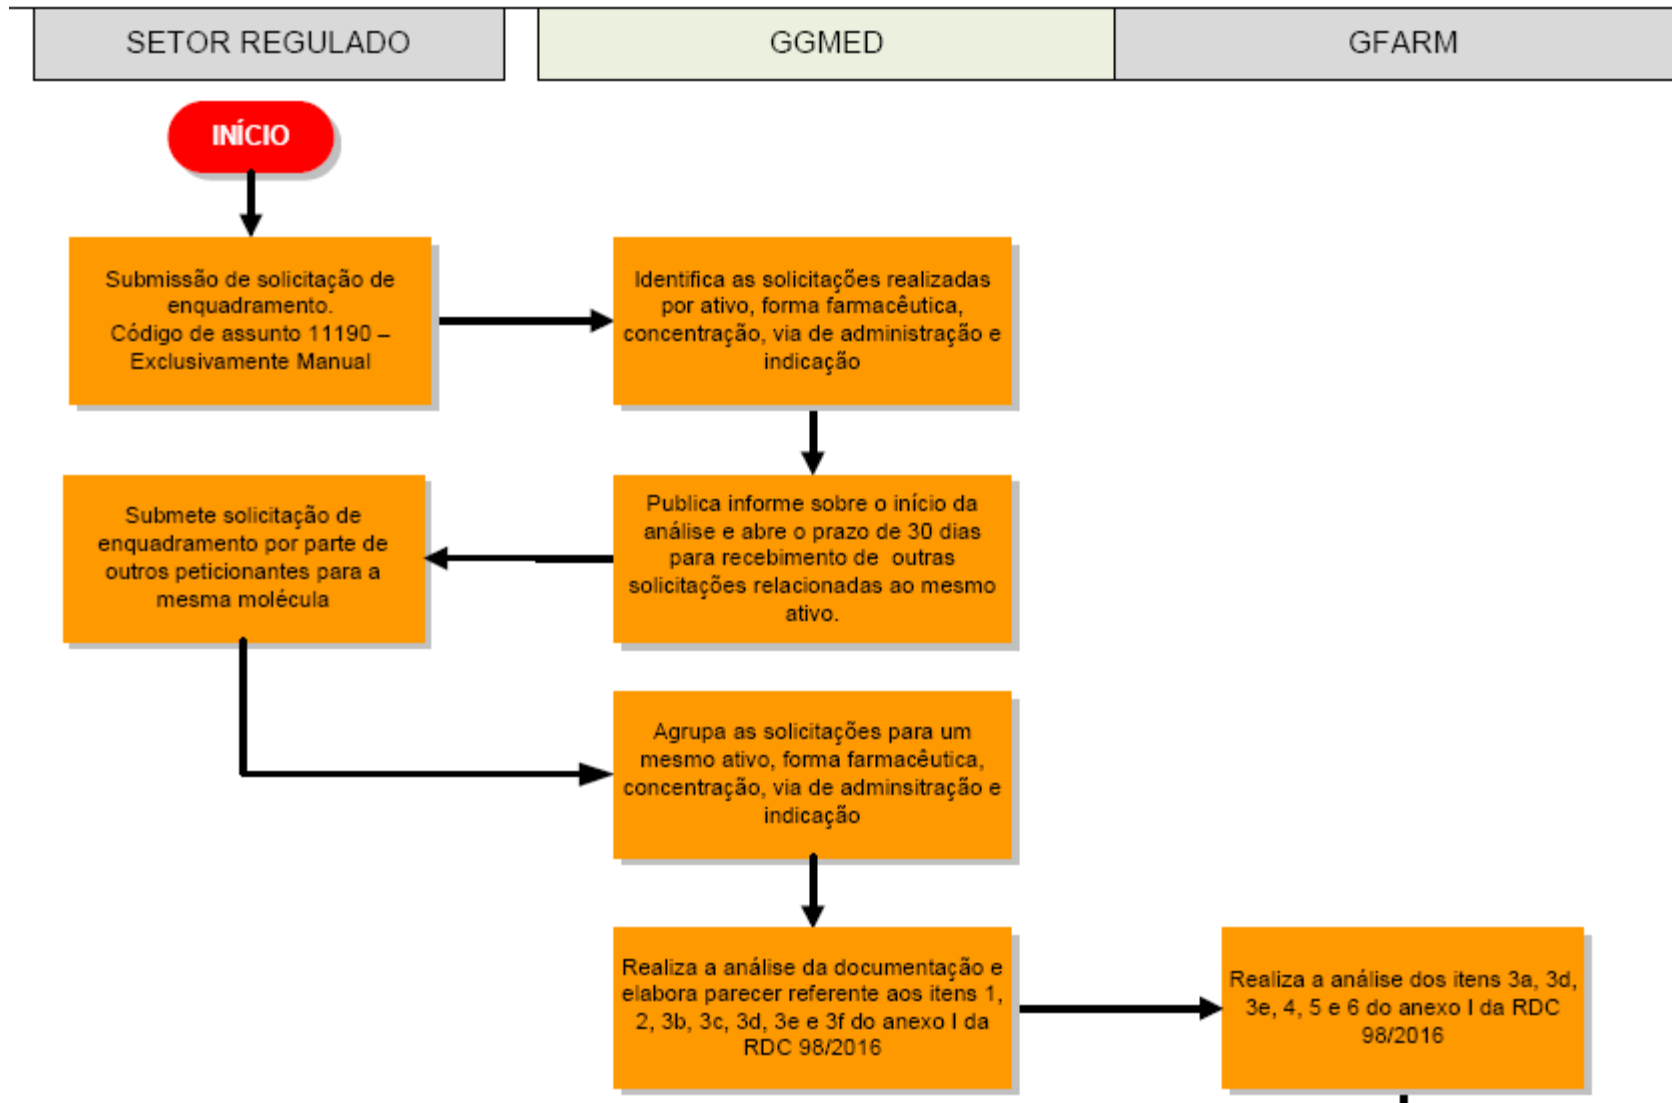 SETOR REGULADO
GGMED
GFARM
INÍCIO
Submissão de solicitação de
enquadramento.
Código de assunto 11190 –
Exclusivamente Manual
Identifica as solicitações realizadas
por ativo, forma farmacêutica,
concentração, via de administração e
indicação
Submete solicitação de
enquadramento por parte de
outros peticionantes para a
mesma molécula
Publica informe sobre o início da
análise e abre o prazo de 30 dias
para recebimento de outras
solicitações relacionadas ao mesmo
ativo.
Agrupa as solicitações para um
mesmo ativo, forma farmacêutica,
concentração, via de adminsitração e
indicação
Realiza a análise da documentação e
elabora parecer referente aos itens 1,
2, 3b, 3c, 3d, 3e e 3f do anexo I da
RDC 98/2016
Realiza a análise dos itens 3a, 3d,
3e, 4, 5 e 6 do anexo I da RDC
98/2016